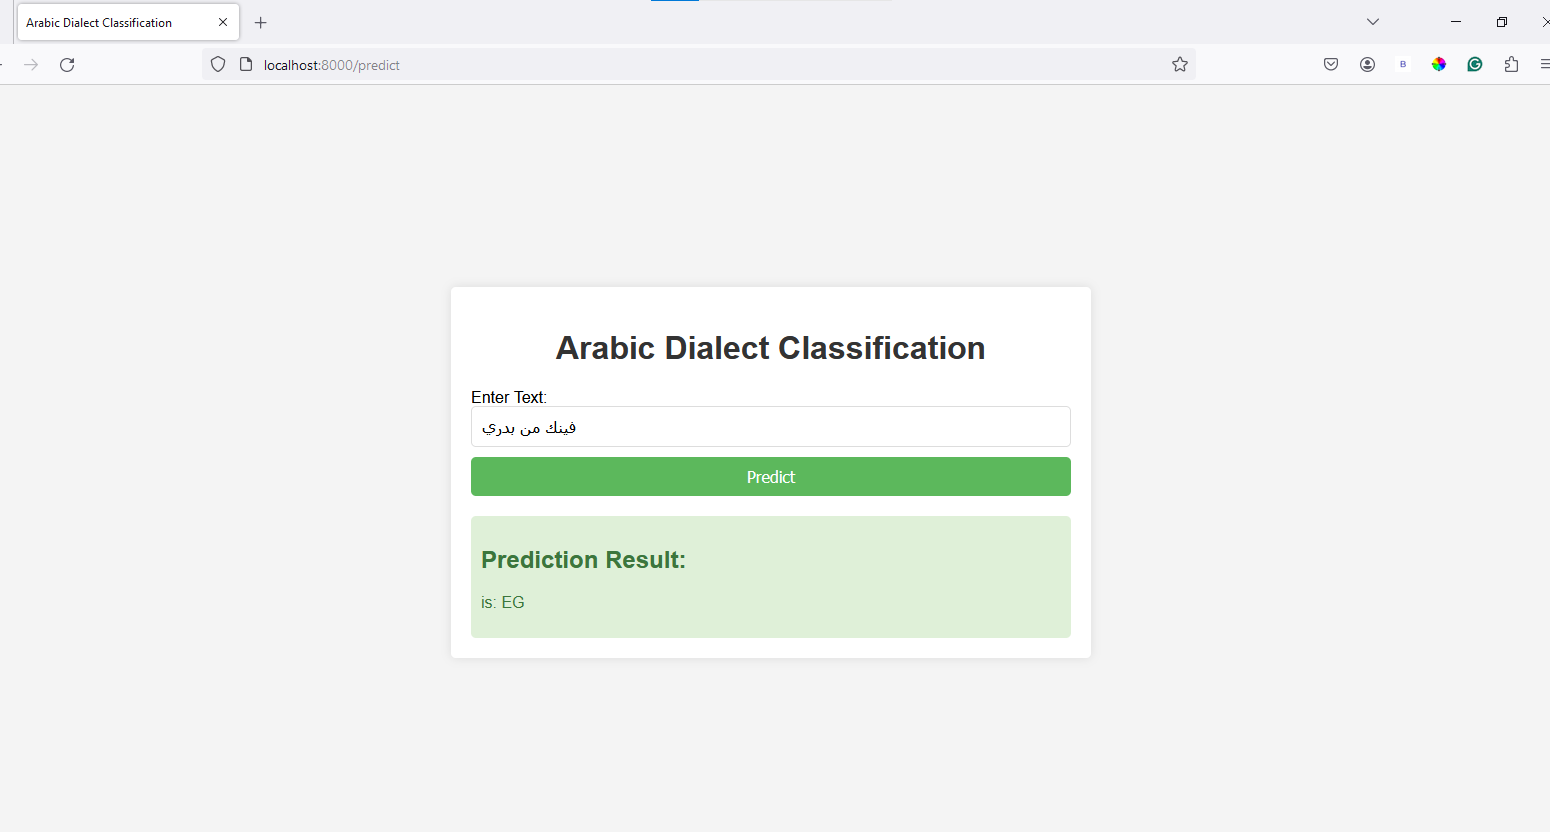 Arabic Dialect Classification
localhost:8000/predict
B
Arabic Dialect Classification
Enter Text:
فينك من بدري
Predict
Prediction Result:
is: EG